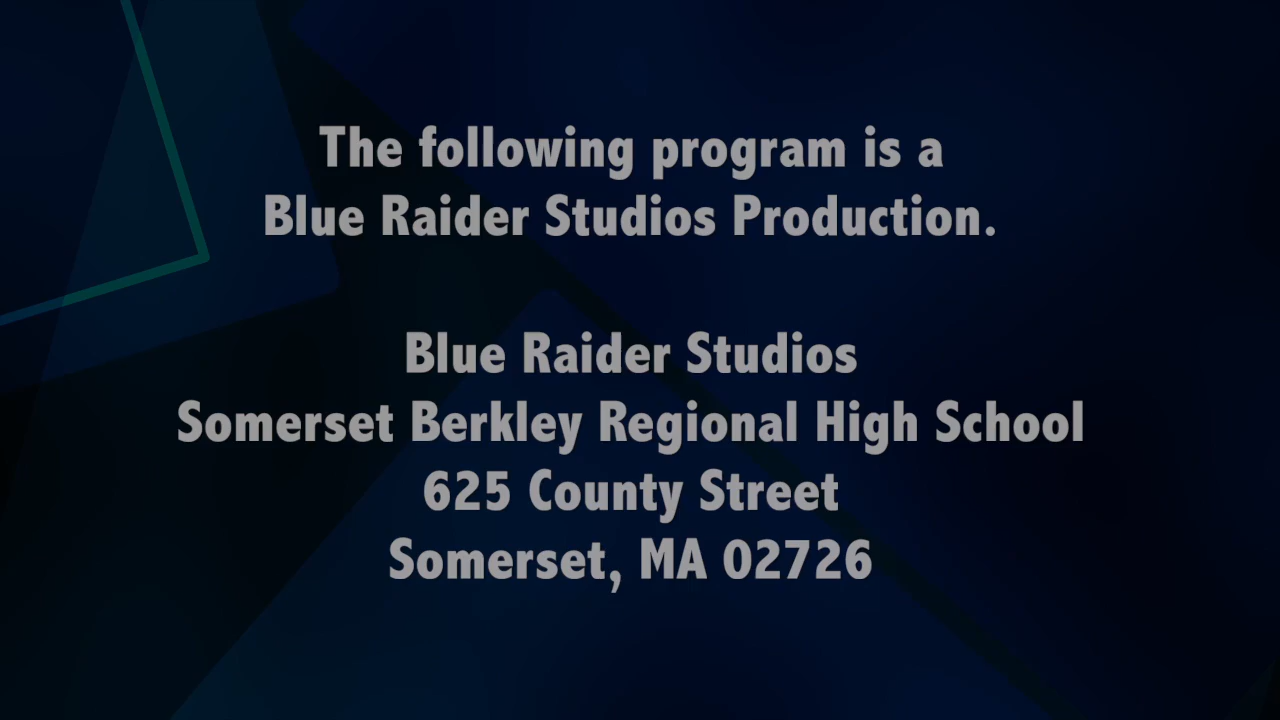 The following program is a
Blue Raider Studios Production.
Blue Raider Studios
Somerset Berkley Regional High School
625 County Street
Somerset, MA 02726